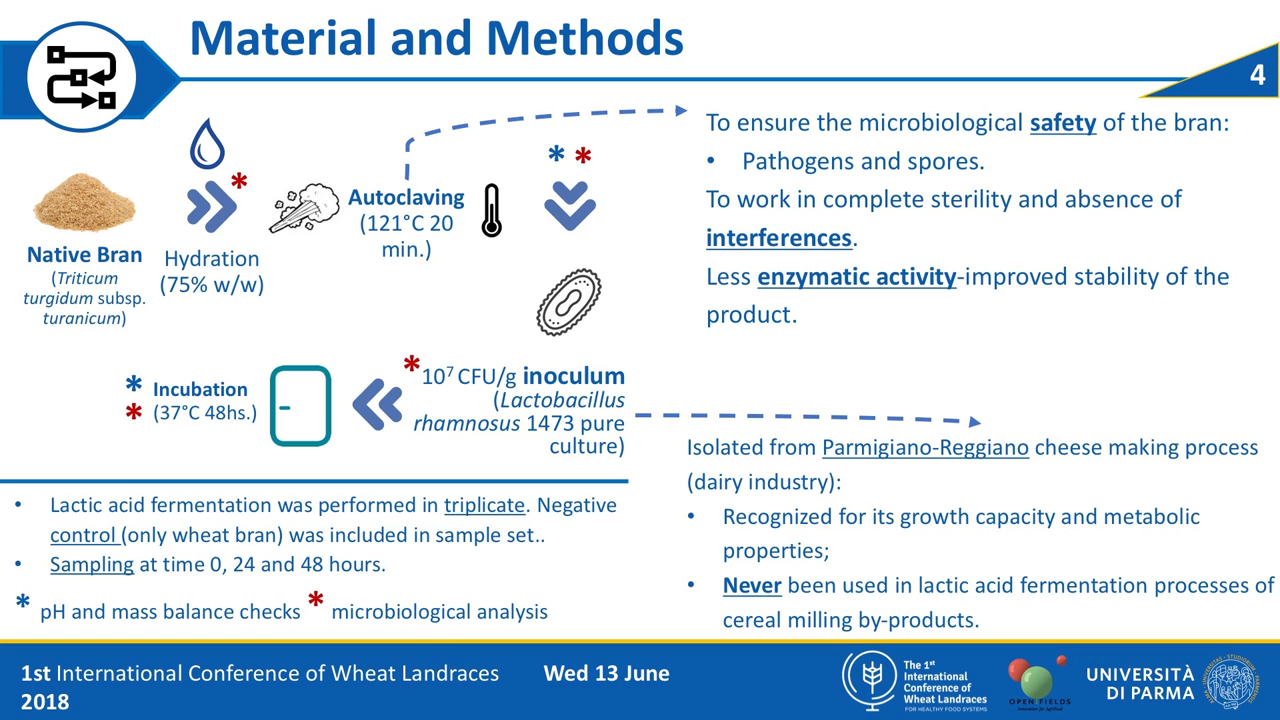 Material and Methods
4
Native Bran
(Triticum
turgidum subsp.
turanicum)
*
Hydration
(75% w/w)
Autoclaving
(121°C 20
min.)
* *
To ensure the microbiological safety of the bran:
• Pathogens and spores.
To work in complete sterility and absence of
interferences.
Less enzymatic activity-improved stability of the
product.
*
10⁷ CFU/g inoculum
(Lactobacillus
rhamnosus 1473 pure
culture)
* Incubation
* (37°C 48hs.)
Isolated from Parmigiano-Reggiano cheese making process
(dairy industry):
• Recognized for its growth capacity and metabolic
properties;
• Never been used in lactic acid fermentation processes of
cereal milling by-products.
• Lactic acid fermentation was performed in triplicate. Negative
control (only wheat bran) was included in sample set..
• Sampling at time 0, 24 and 48 hours.
* pH and mass balance checks * microbiological analysis
1st International Conference of Wheat Landraces
2018
Wed 13 June
The 1st
International
Conference of
Wheat Landraces
FOR HEALTHY FOOD SYSTEMS
OPEN FIELDS
UNIVERSITÀ
DI PARMA